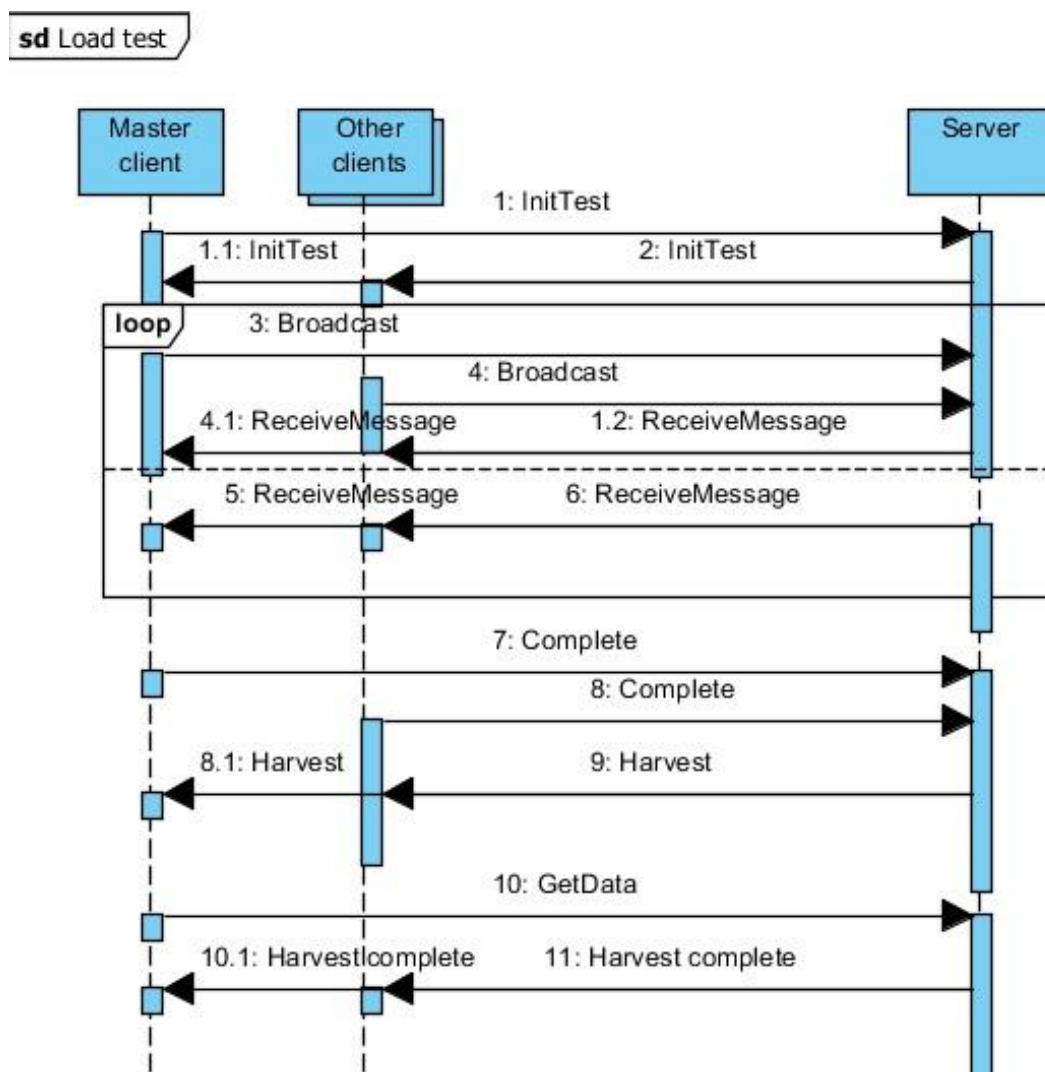 sd Load test
Master
client
Other
clients
Server
1: InitTest
1.1: InitTest
2: InitTest
loop
3: Broadcast
4: Broadcast
4.1: ReceiveMessage
1.2: ReceiveMessage
5: ReceiveMessage
6: ReceiveMessage
7: Complete
8: Complete
8.1: Harvest
9: Harvest
10: GetData
10.1: Harvest complete
11: Harvest complete